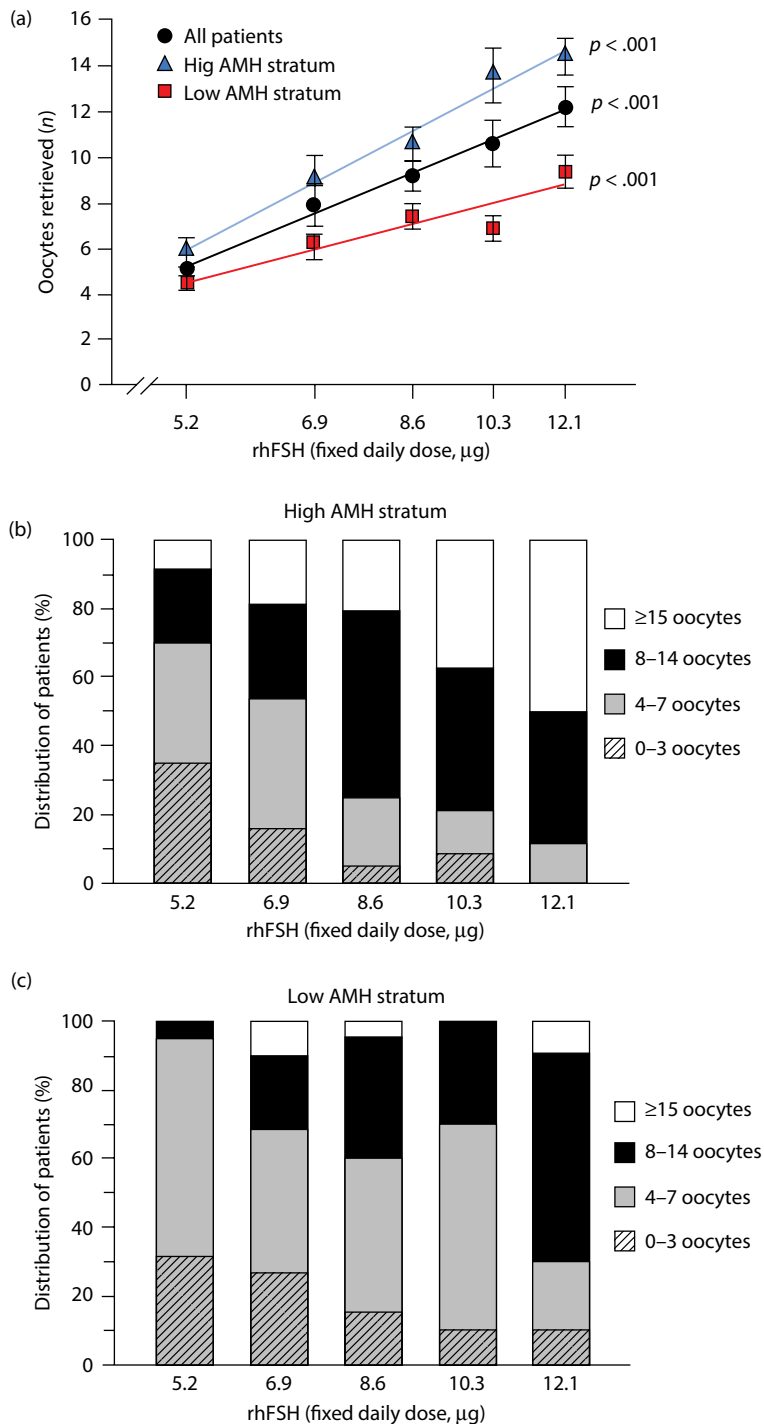 (a)
16
14
12
10
8
6
4
2
0
Oocytes retrieved (n)
All patients
Hig AMH stratum
Low AMH stratum
p < .001
p < .001
p < .001
5.2 6.9 8.6 10.3 12.1
rhFSH (fixed daily dose, μg)
(b)
High AMH stratum
100
80
60
40
20
0
Distribution of patients (%)
≥15 oocytes
8–14 oocytes
4–7 oocytes
0–3 oocytes
5.2 6.9 8.6 10.3 12.1
rhFSH (fixed daily dose, μg)
(c)
Low AMH stratum
100
80
60
40
20
0
Distribution of patients (%)
≥15 oocytes
8–14 oocytes
4–7 oocytes
0–3 oocytes
5.2 6.9 8.6 10.3 12.1
rhFSH (fixed daily dose, μg)